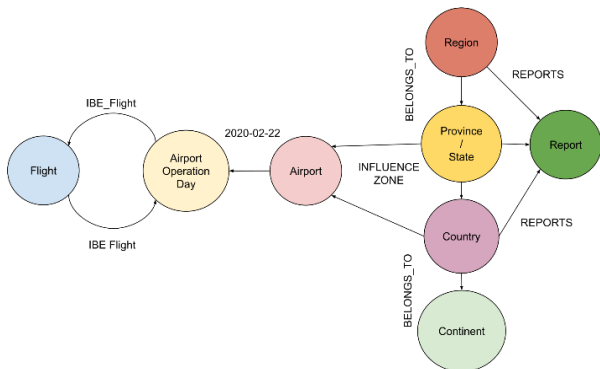 Region
BELONGS_TO
REPORTS
IBE_Flight
2020-02-22
Province
/
State
Report
Flight
Airport
Operation
Day
Airport
INFLUENCE
ZONE
IBE Flight
Country
REPORTS
BELONGS_TO
Continent